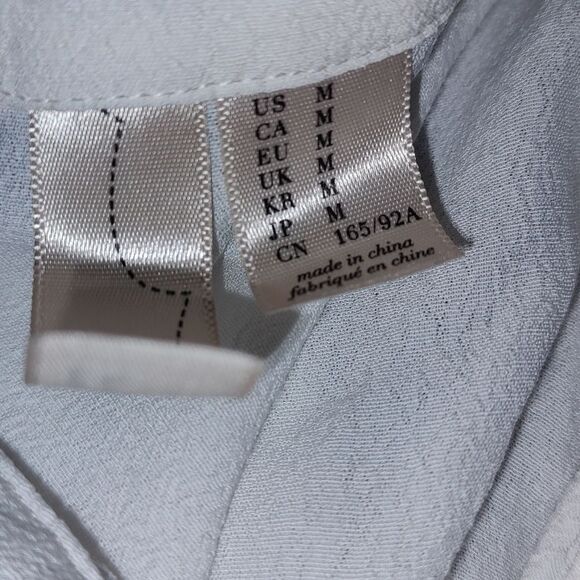 US M
CA M
EU M
UK M
KR M
JP M
CN 165/92A
made in china
fabriqué en chine